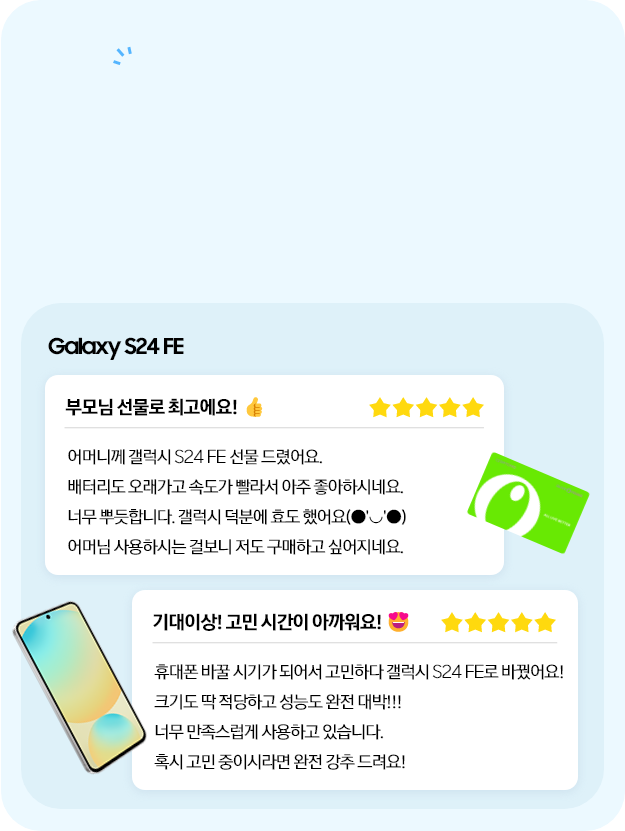 Galaxy S24 FE
부모님 선물로 최고에요! 👍
어머니께 갤럭시 S24 FE 선물 드렸어요.
배터리도 오래가고 속도가 빨라서 아주 좋아하시네요.
너무 뿌듯합니다. 갤럭시 덕분에 효도 했어요(●'◡'●)
어머님 사용하시는 걸보니 저도 구매하고 싶어지네요.
기대이상! 고민 시간이 아까워요! 😍
휴대폰 바꿀 시기가 되어서 고민하다 갤럭시 S24 FE로 바꿨어요!
크기도 딱 적당하고 성능도 완전 대박!!!
너무 만족스럽게 사용하고 있습니다.
혹시 고민 중이시라면 완전 강추 드려요!